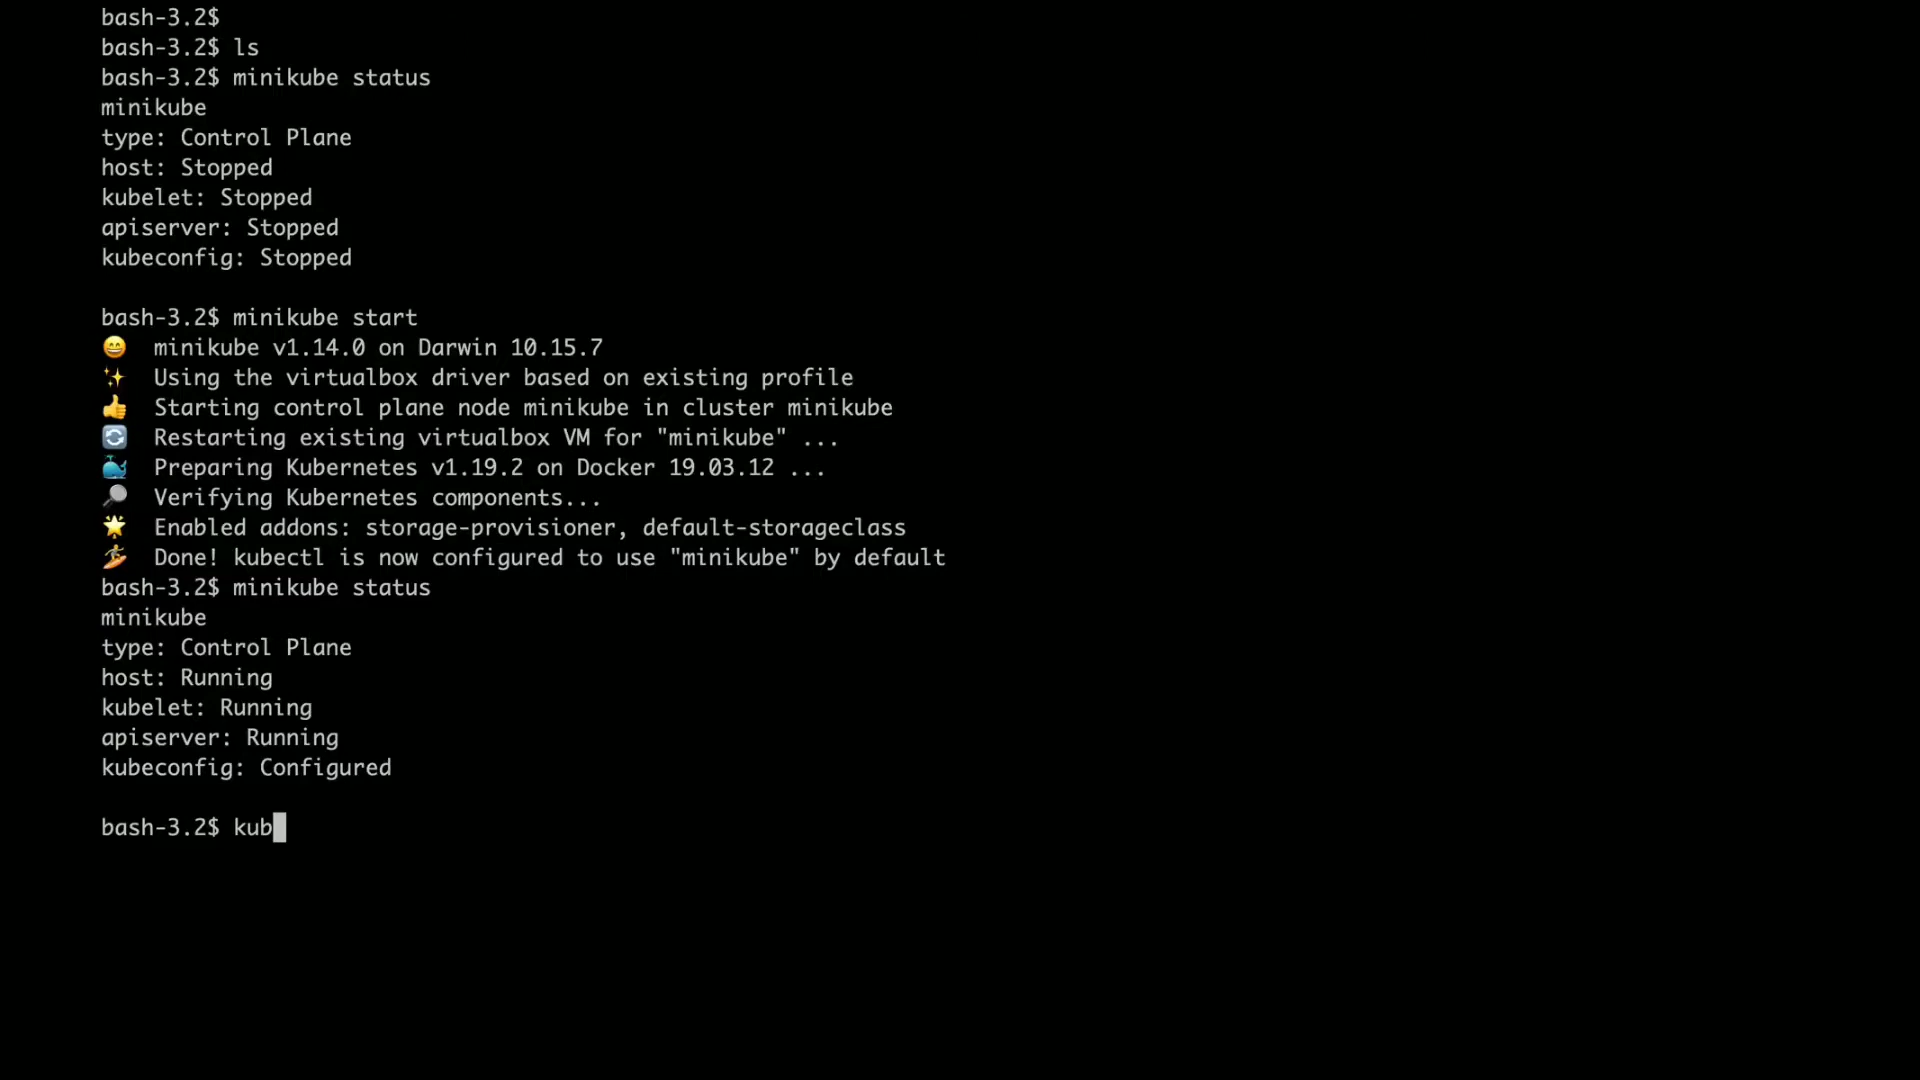 bash-3.2$
bash-3.2$ ls
bash-3.2$ minikube status
minikube
type: Control Plane
host: Stopped
kubelet: Stopped
apiserver: Stopped
kubeconfig: Stopped
bash-3.2$ minikube start
😄 minikube v1.14.0 on Darwin 10.15.7
✨ Using the virtualbox driver based on existing profile
👍 Starting control plane node minikube in cluster minikube
🔄 Restarting existing virtualbox VM for "minikube" ...
🐳 Preparing Kubernetes v1.19.2 on Docker 19.03.12 ...
🔎 Verifying Kubernetes components...
🌟 Enabled addons: storage-provisioner, default-storageclass
🏄 Done! kubectl is now configured to use "minikube" by default
bash-3.2$ minikube status
minikube
type: Control Plane
host: Running
kubelet: Running
apiserver: Running
kubeconfig: Configured
bash-3.2$ kub